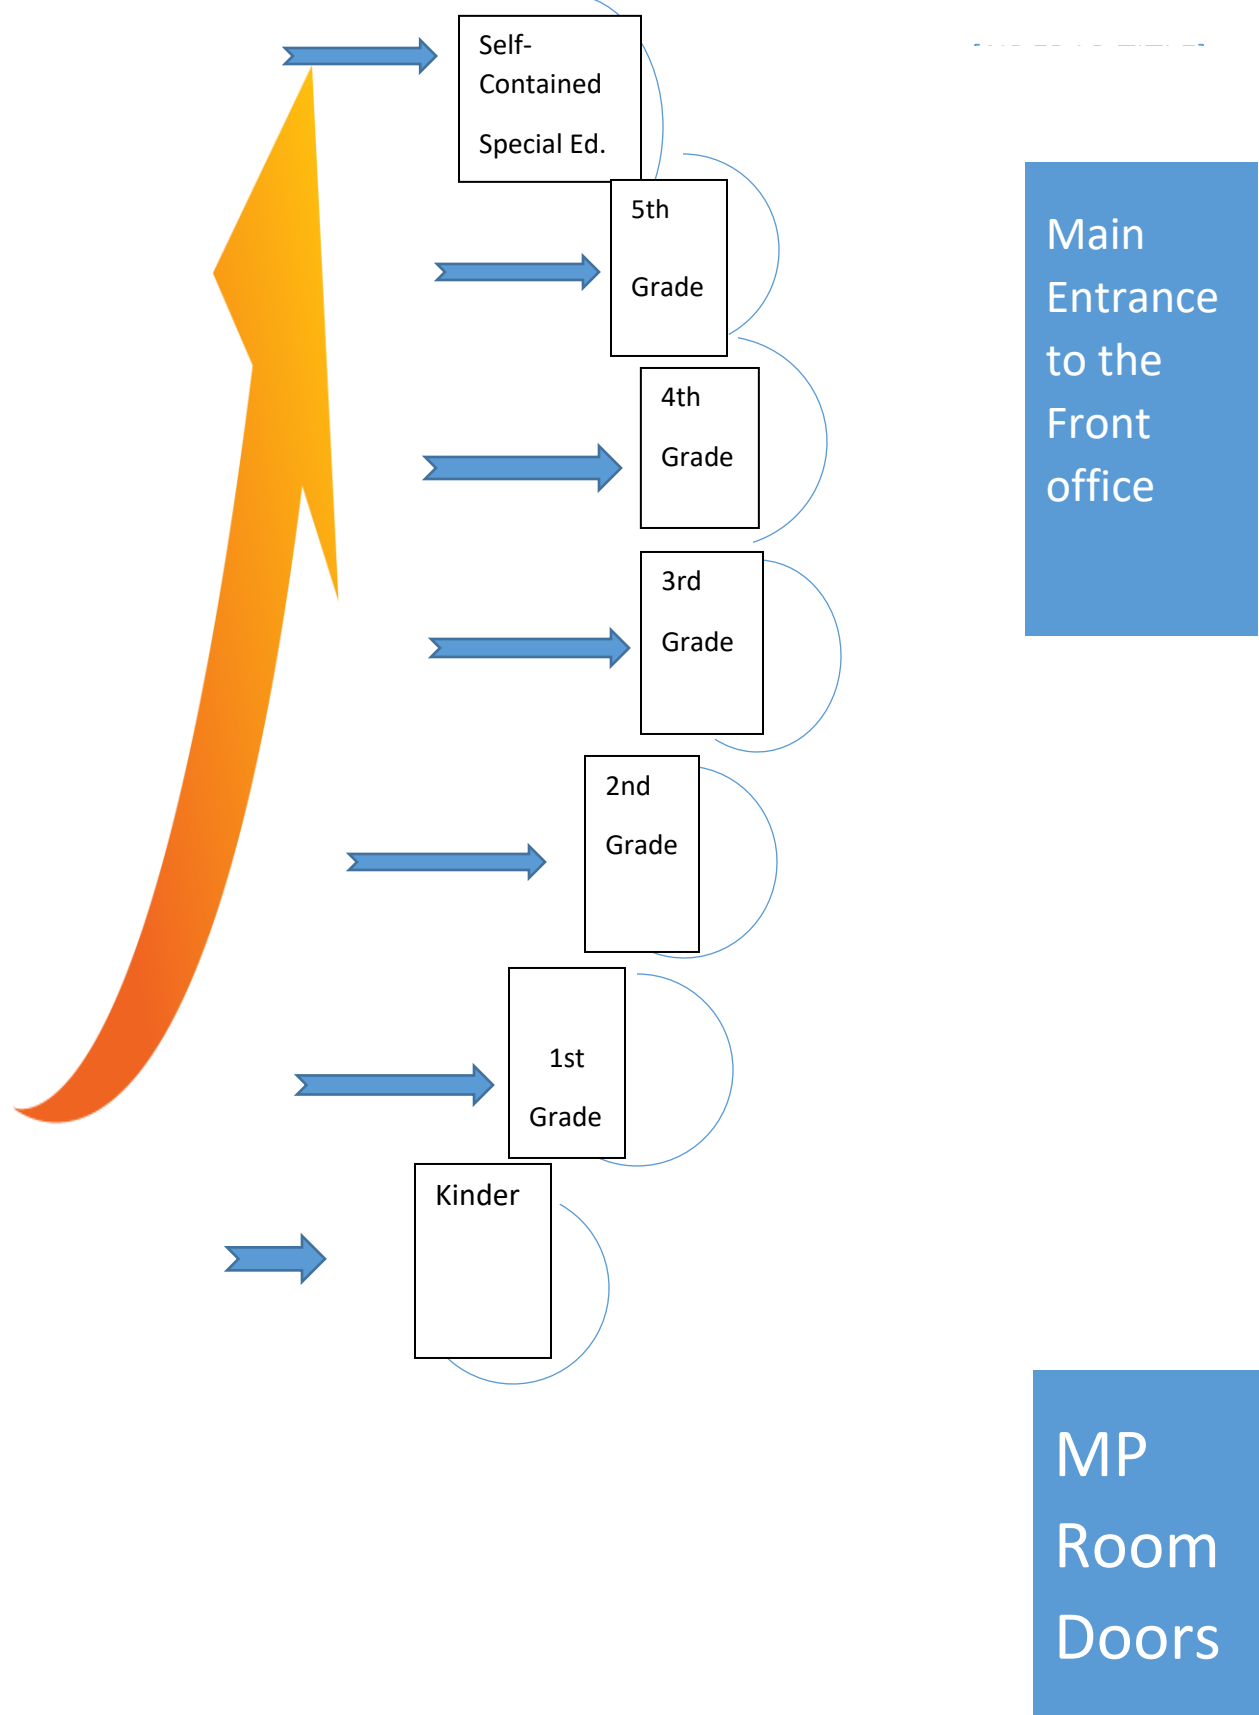 Self-
Contained
Special Ed.
5th
Grade
4th
Grade
3rd
Grade
2nd
Grade
1st
Grade
Kinder
Main
Entrance
to the
Front
office
MP
Room
Doors